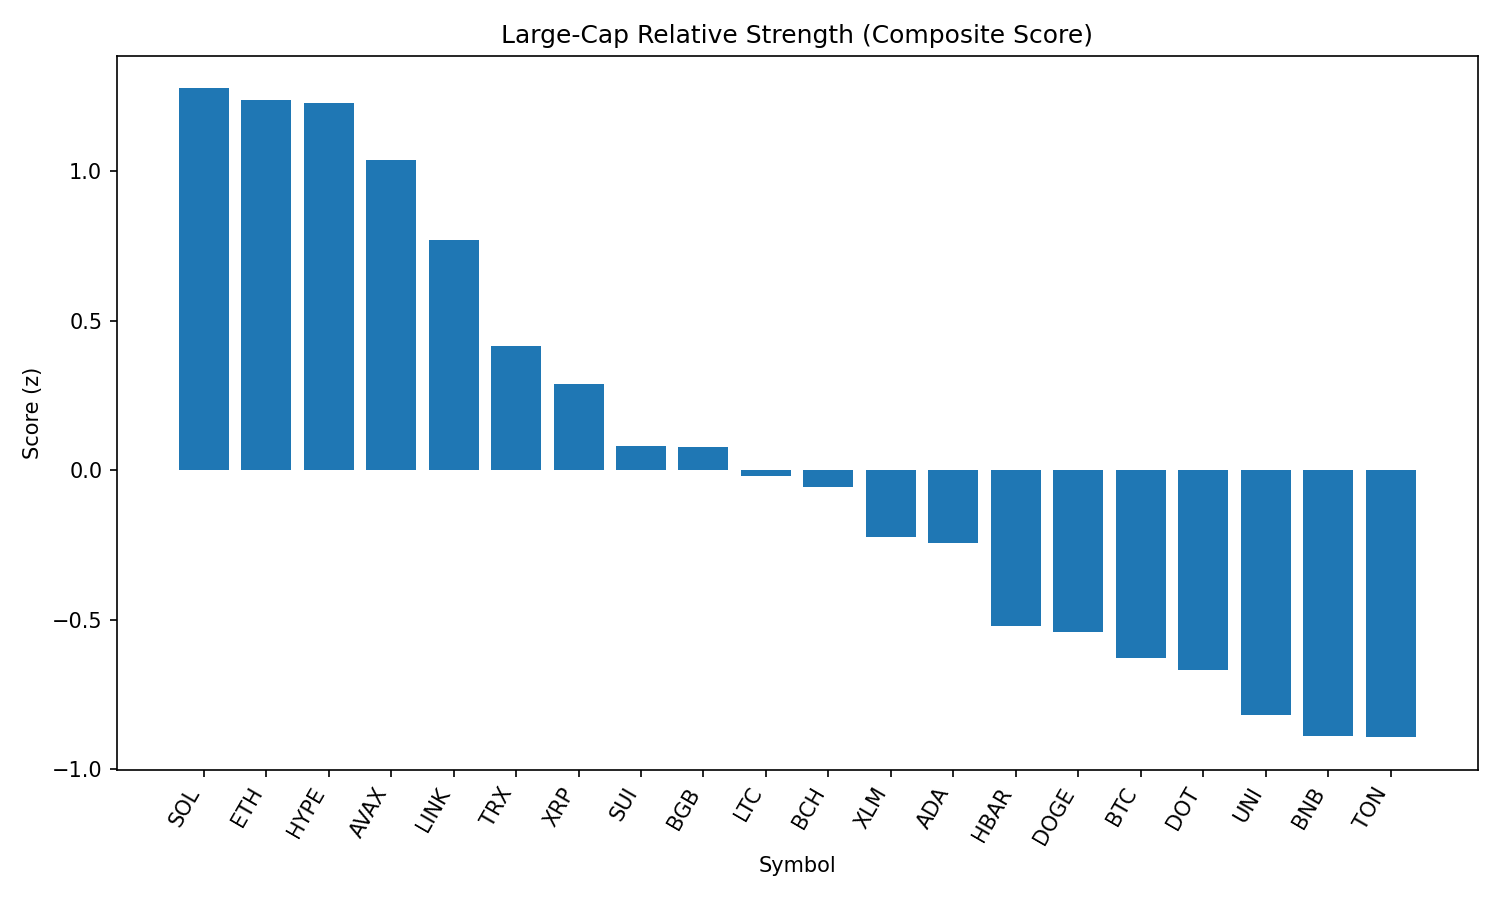 Large-Cap Relative Strength (Composite Score)
Score (z)
1.0
0.5
0.0
−0.5
−1.0
SOL
ETH
HYPE
AVAX
LINK
TRX
XRP
SUI
BGB
LTC
BCH
XLM
ADA
HBAR
DOGE
BTC
DOT
UNI
BNB
TON
Symbol